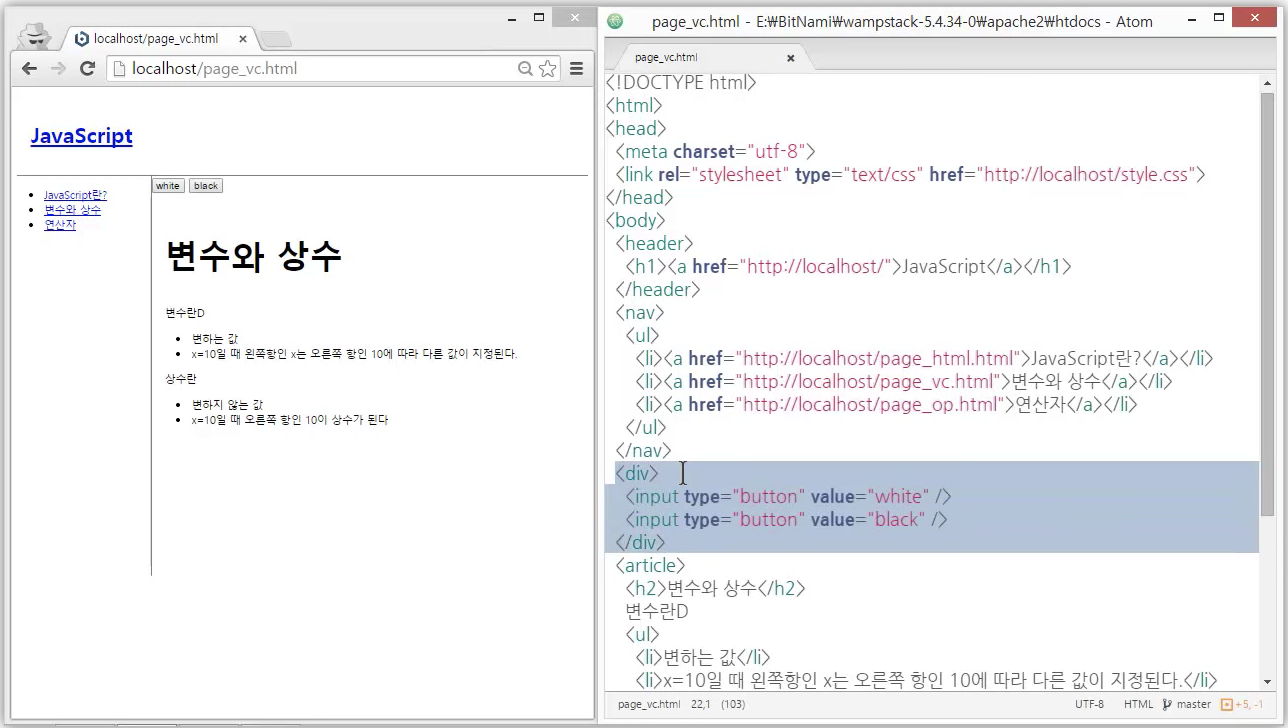 localhost/page_vc.html
localhost/page_vc.html
JavaScript
JavaScript란?
변수와 상수
연산자
white black
변수와 상수
변수란D
변하는 값
x=10일 때 왼쪽항인 x는 오른쪽 항인 10에 따라 다른 값이 지정된다.
상수란
변하지 않는 값
x=10일 때 오른쪽 항인 10이 상수가 된다
page_vc.html - E:₩BitNami₩wampstack-5.4.34-0₩apache2₩htdocs - Atom
page_vc.html
<!DOCTYPE html>
<html>
<head>
<meta charset="utf-8">
<link rel="stylesheet" type="text/css" href="http://localhost/style.css">
</head>
<body>
<header>
<h1><a href="http://localhost/">JavaScript</a></h1>
</header>
<nav>
<ul>
<li><a href="http://localhost/page_html.html">JavaScript란?</a></li>
<li><a href="http://localhost/page_vc.html">변수와 상수</a></li>
<li><a href="http://localhost/page_op.html">연산자</a></li>
</ul>
</nav>
<div>
<input type="button" value="white" />
<input type="button" value="black" />
</div>
<article>
<h2>변수와 상수</h2>
변수란D
<ul>
<li>변하는 값</li>
<li>x=10일 때 왼쪽항인 x는 오른쪽 항인 10에 따라 다른 값이 지정된다.</li>
page_vc.html 22,1 (103) UTF-8 HTML master +5, -1